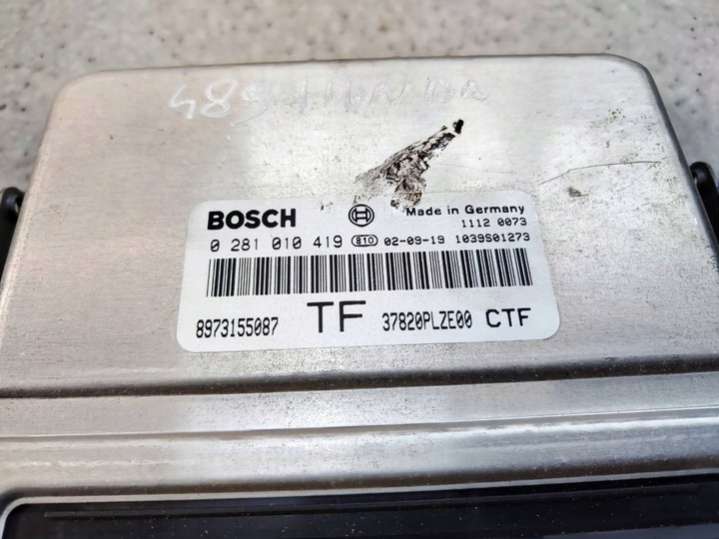 BOSCH Made in Germany
1112 0073
0 281 010 419 810 02-09-19 1039S01273
8973155087 TF 37820PLZE00 CTF